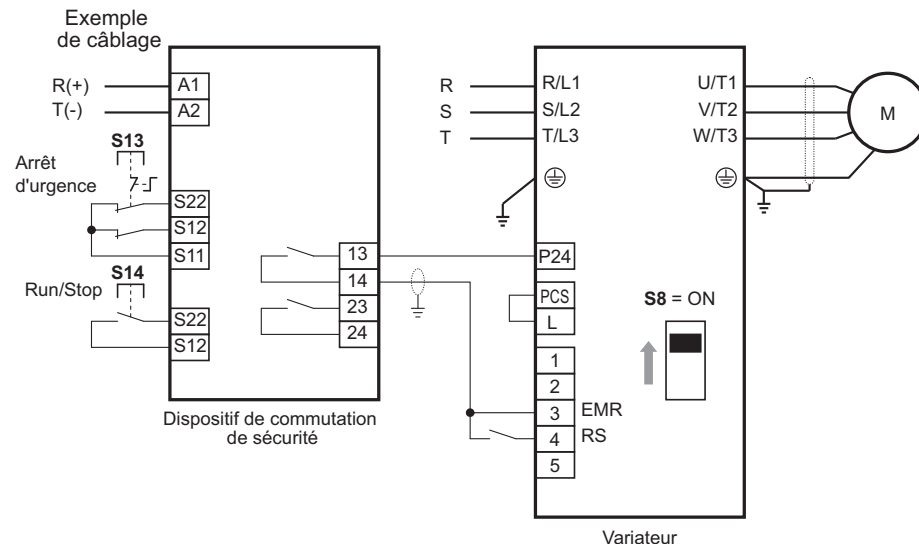 Exemple
de câblage
R(+)
T(-)
A1
A2
S13
Arrêt
d'urgence
S22
S12
S11
S14
Run/Stop
S22
S12
13
14
23
24
Dispositif de commutation
de sécurité
R
S
T
R/L1
S/L2
T/L3
U/T1
V/T2
W/T3
M
P24
PCS
L
S8 = ON
1
2
3 EMR
4 RS
5
Variateur